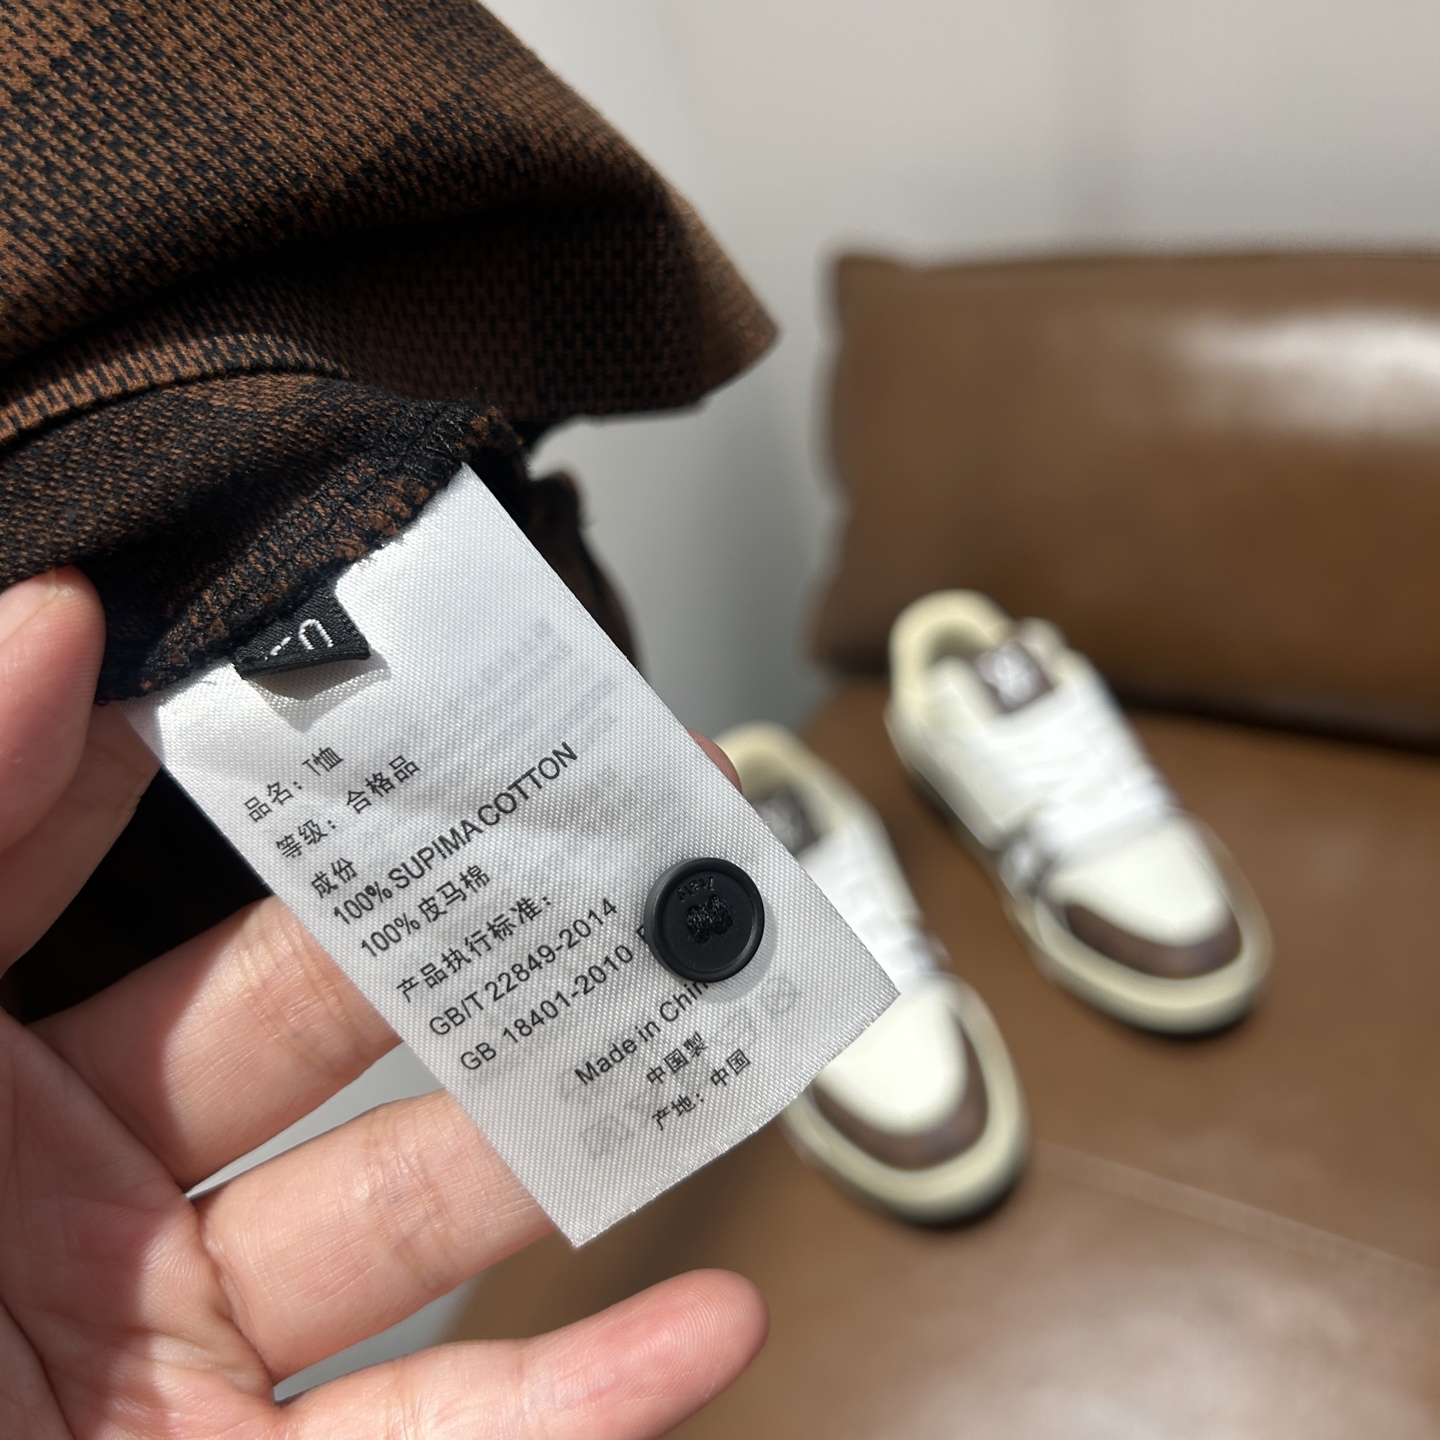 品名：T恤
等级：合格品
成份
100% SUPIMA COTTON
100% 皮马棉
产品执行标准：
GB/T 22849-2014
GB 18401-2010
Made in Chin
中国製
产地：中国